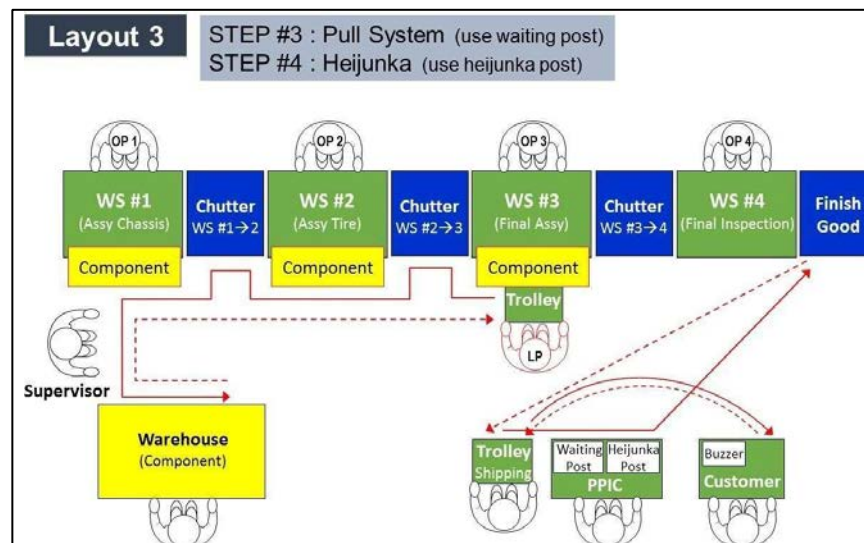 Layout 3
STEP #3 : Pull System (use waiting post)
STEP #4 : Heijunka (use heijunka post)
OP 1
OP 2
OP 3
OP 4
WS #1
(Assy Chassis)
Chutter
WS #1→2
WS #2
(Assy Tire)
Chutter
WS #2→3
WS #3
(Final Assy)
Chutter
WS #3→4
WS #4
(Final Inspection)
Finish
Good
Component
Component
Component
Trolley
LP
Supervisor
Warehouse
(Component)
Trolley
Shipping
Waiting
Post
Heijunka
Post
PPIC
Buzzer
Customer